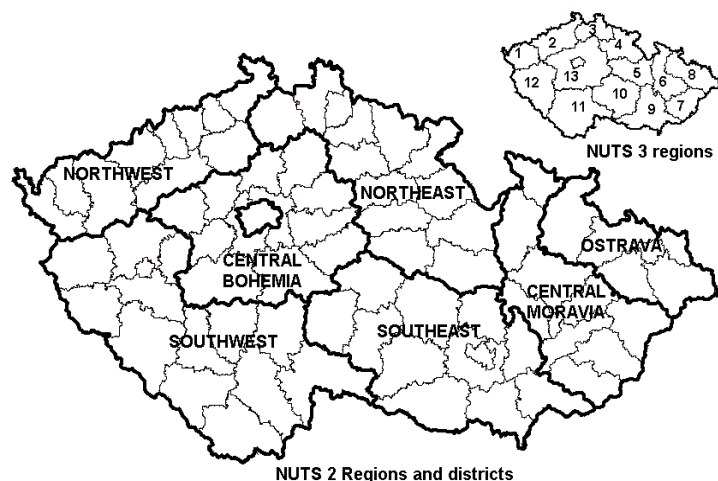 3
1
2
4
5
8
12
13
6
10
11
9
7
NUTS 3 regions
NORTHWEST
NORTHEAST
OSTRAVA
CENTRAL
BOHEMIA
CENTRAL
MORAVIA
SOUTHEAST
SOUTHWEST
NUTS 2 Regions and districts